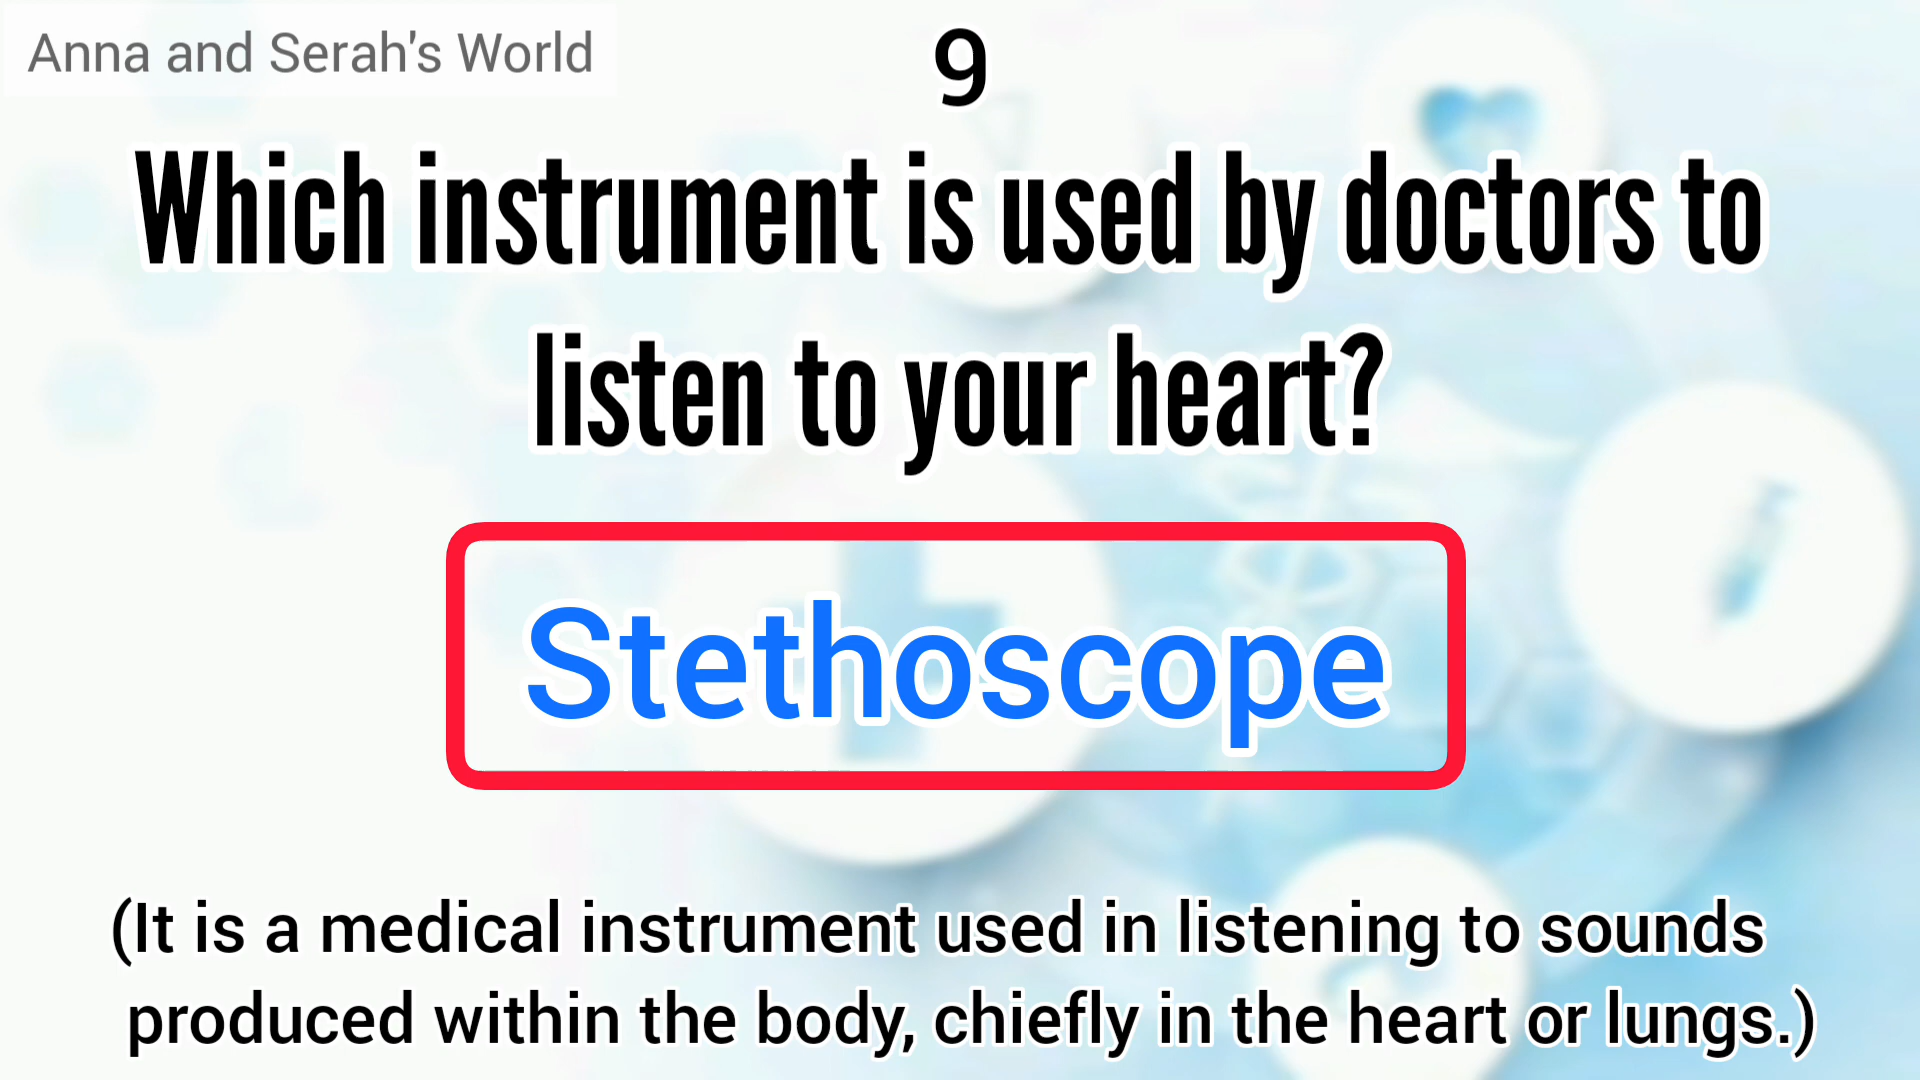 Anna and Serah's World
9
Which instrument is used by doctors to
listen to your heart?
Stethoscope
(It is a medical instrument used in listening to sounds
produced within the body, chiefly in the heart or lungs.)